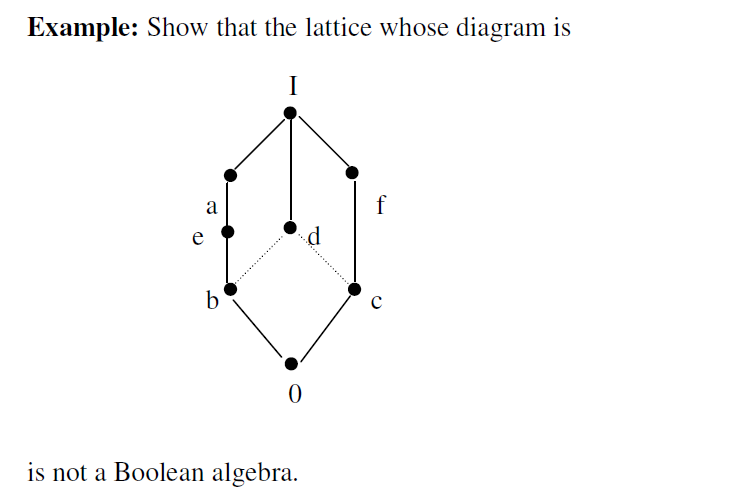 Example: Show that the lattice whose diagram is
I
a
f
e
d
b
c
0
is not a Boolean algebra.